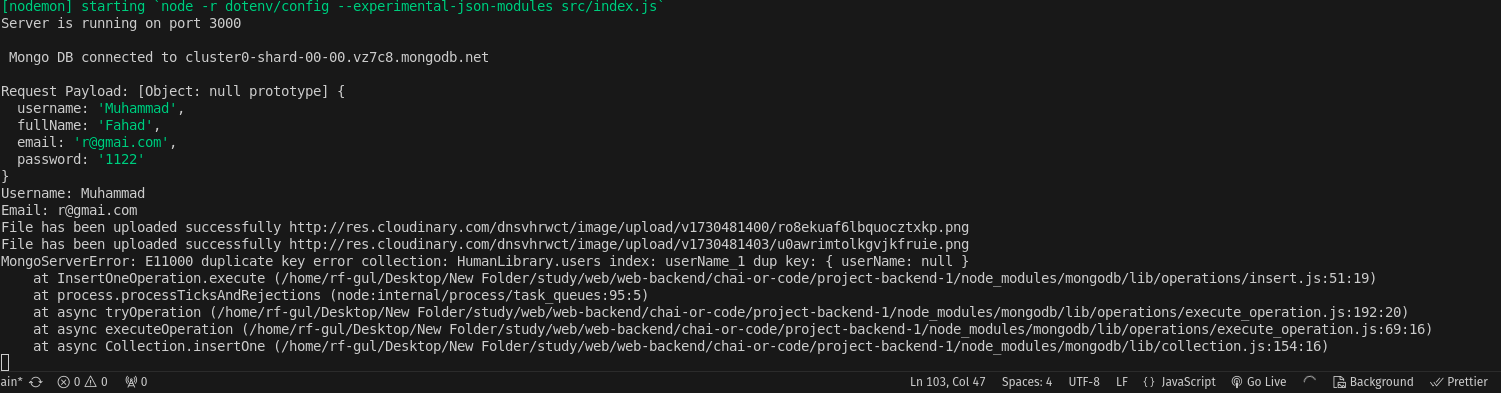 [nodemon] starting `node -r dotenv/config --experimental-json-modules src/index.js`
Server is running on port 3000
Mongo DB connected to cluster0-shard-00-00.vz7c8.mongodb.net
Request Payload: [Object: null prototype] {
username: 'Muhammad',
fullName: 'Fahad',
email: 'r@gmai.com',
password: '1122'
}
Username: Muhammad
Email: r@gmai.com
File has been uploaded successfully http://res.cloudinary.com/dnsvhrwct/image/upload/v1730481400/ro8ekuaf6lbquocztxkp.png
File has been uploaded successfully http://res.cloudinary.com/dnsvhrwct/image/upload/v1730481403/u0awrimtolkgvjkfruie.png
MongoServerError: E11000 duplicate key error collection: HumanLibrary.users index: userName_1 dup key: { userName: null }
at InsertOneOperation.execute (/home/rf-gul/Desktop/New Folder/study/web/web-backend/chai-or-code/project-backend-1/node_modules/mongodb/lib/operations/insert.js:51:19)
at process.processTicksAndRejections (node:internal/process/task_queues:95:5)
at async tryOperation (/home/rf-gul/Desktop/New Folder/study/web/web-backend/chai-or-code/project-backend-1/node_modules/mongodb/lib/operations/execute_operation.js:192:20)
at async executeOperation (/home/rf-gul/Desktop/New Folder/study/web/web-backend/chai-or-code/project-backend-1/node_modules/mongodb/lib/operations/execute_operation.js:69:16)
at async Collection.insertOne (/home/rf-gul/Desktop/New Folder/study/web/web-backend/chai-or-code/project-backend-1/node_modules/mongodb/lib/collection.js:154:16)
ain* 0 0 0 Ln 103, Col 47 Spaces: 4 UTF-8 LF {} JavaScript Go Live Background Prettier